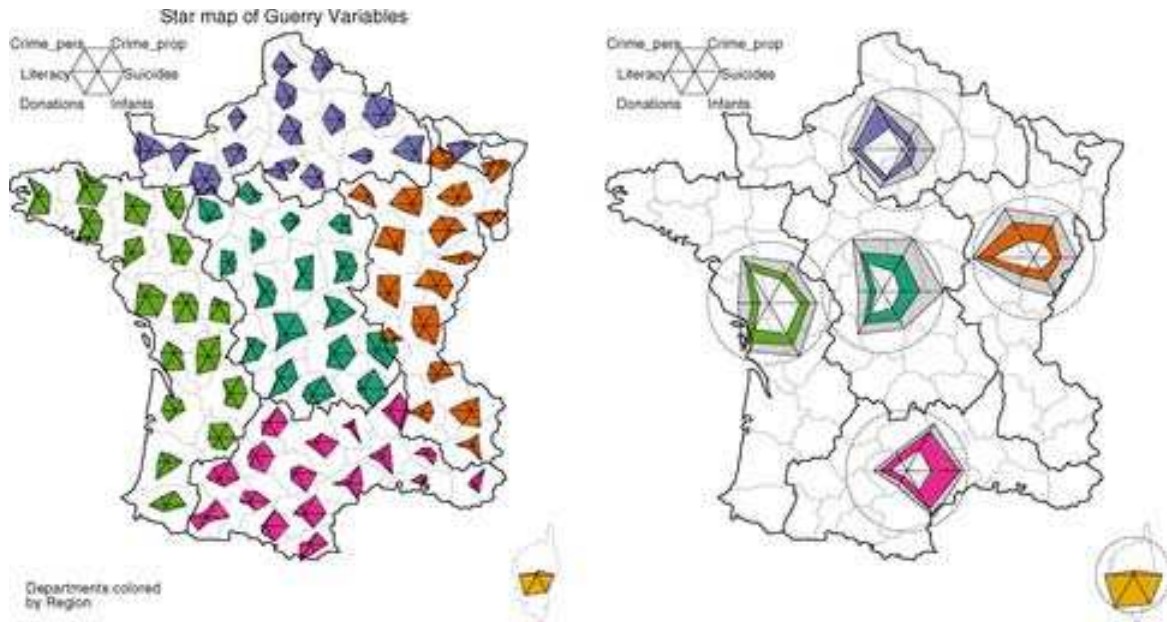 Star map of Guerry Variables
Crime_pers Crime_prop
Literacy Suicides
Donations Infants
Departments colored
by Region
Crime_pers Crime_prop
Literacy Suicides
Donations Infants